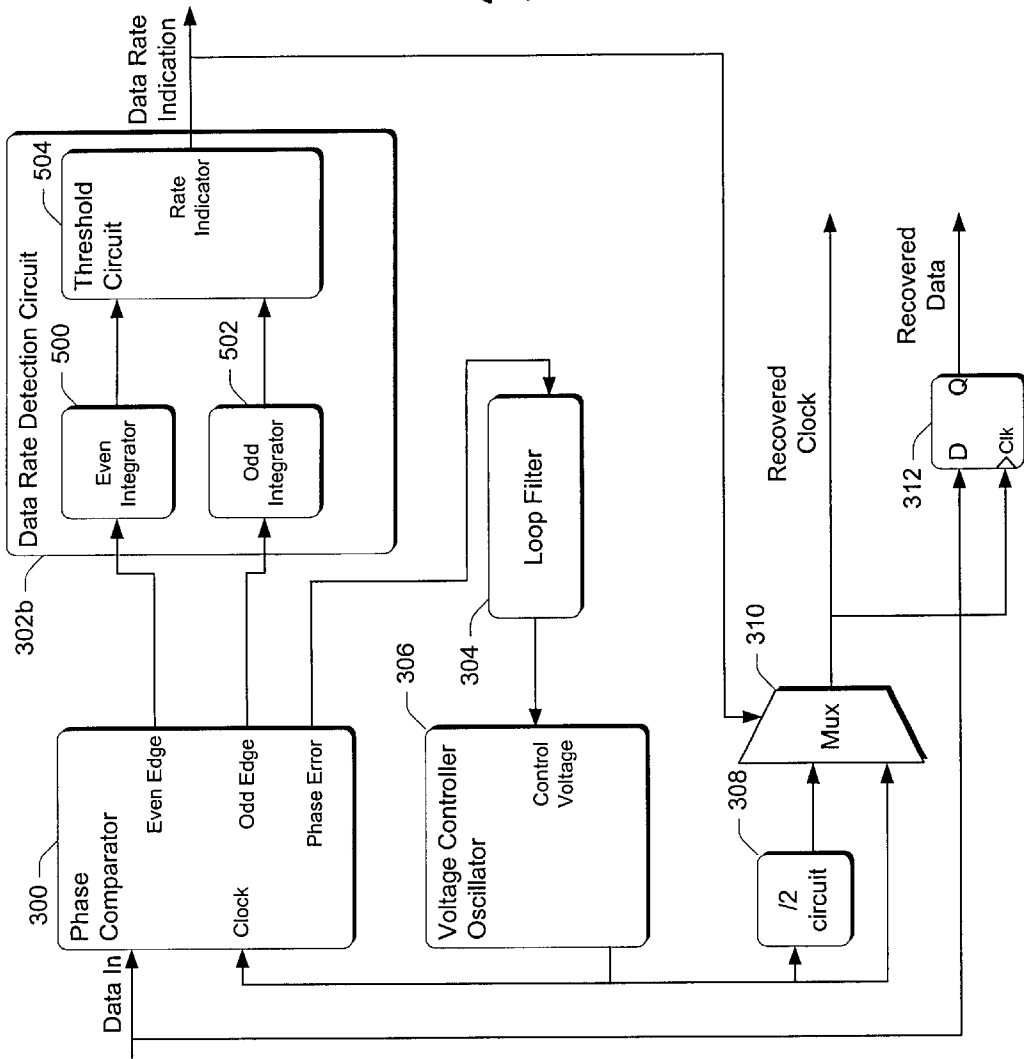 Data In
300
Phase
Comparator
Clock
Even Edge
Odd Edge
Phase Error
302b
Data Rate Detection Circuit
500
Even
Integrator
502
Odd
Integrator
504
Threshold
Circuit
Rate
Indicator
Data Rate
Indication
306
Voltage Controller
Oscillator
Control
Voltage
304
Loop Filter
308
/2
circuit
310
Mux
Recovered
Clock
312
D
Q
Clk
Recovered
Data